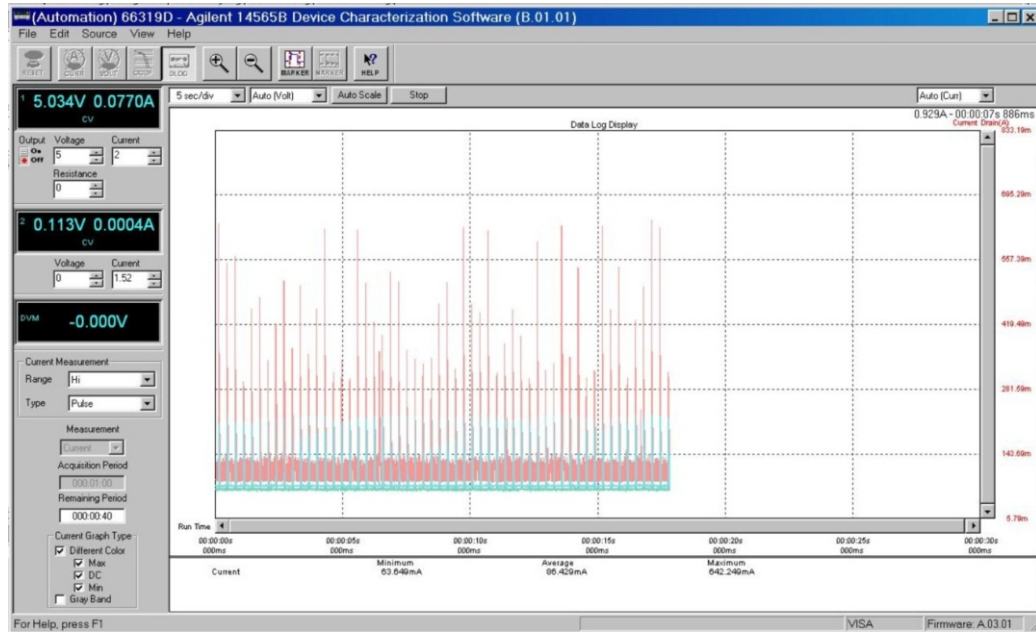 (Automation) 66319D - Agilent 14565B Device Characterization Software (B.01.01)
File Edit Source View Help
RESET CURR VOLT CCDF DLOG MARKER MARKER HELP
5 sec/div Auto (Volt) Auto Scale Stop Auto (Curr)
1 5.034V 0.0770A
CV
0.929A - 00:00:07s 886ms
Data Log Display
Current Drain(A)
Output Voltage Current
On
Off
5 2
Resistance
0
2 0.113V 0.0004A
CV
Voltage Current
0 1.52
DVM -0.000V
Current Measurement
Range Hi
Type Pulse
Measurement
Current
Acquisition Period
000:01:00
Remaining Period
000:00:40
Current Graph Type
Different Color
Max
DC
Min
Gray Band
833.19m
695.29m
419.49m
281.59m
5.79m
Run Time
00:00:00s 00:00:05s 00:00:10s 00:00:15s 00:00:20s 00:00:25s 00:00:30s
000ms 000ms 000ms 000ms 000ms 000ms 000ms
Minimum Average Maximum
Current 63.649mA 86.429mA 642.249mA
For Help, press F1 VISA Firmware: A.03.01